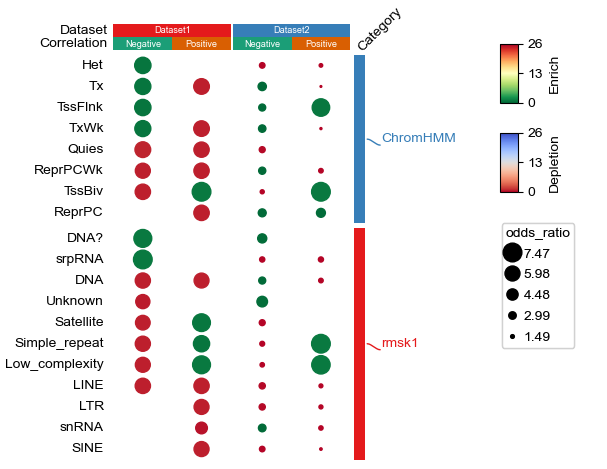 Dataset Dataset1 Dataset2 Category
Correlation Negative Positive Negative Positive
Het
Tx
TssFlnk
TxWk
Quies
ReprPCWk
TssBiv
ReprPC
ChromHMM
DNA?
srpRNA
DNA
Unknown
Satellite
Simple_repeat
Low_complexity
LINE
LTR
snRNA
SINE
rmsk1
26
13
0
Enrich
26
13
0
Depletion
odds_ratio
7.47
5.98
4.48
2.99
1.49